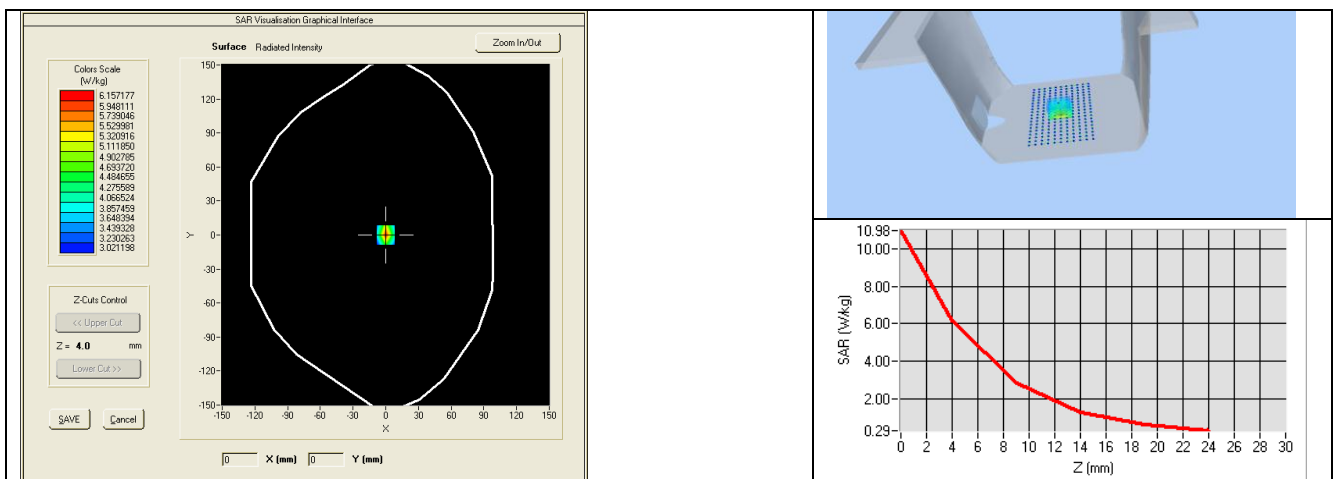 SAR Visualisation Graphical Interface
Surface Radiated Intensity
Zoom In/Out
Colors Scale
(W/kg)
6.157177
5.948111
5.739046
5.529981
5.320916
5.111850
4.902785
4.693720
4.484655
4.275589
4.066524
3.857459
3.648394
3.439328
3.230263
3.021198
Z-Cuts Control
<< Upper Cut
Z = 4.0 mm
Lower Cut >>
SAVE Cancel
150
120
90
60
30
0
-30
-60
-90
-120
-150
Y
-150 -120 -90 -60 -30 0 30 60 90 120 150
X
0 X (mm) 0 Y (mm)
10.98
10.00
8.00
6.00
4.00
2.00
0.29
SAR (W/kg)
0 2 4 6 8 10 12 14 16 18 20 22 24 26 28 30
Z (mm)